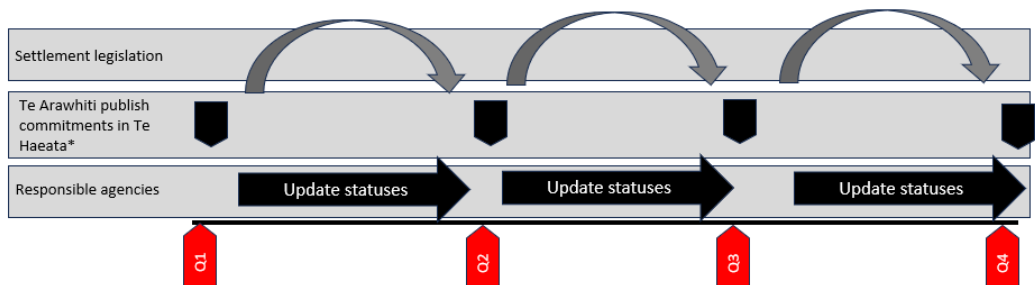 Settlement legislation
Te Arawhiti publish
commitments in Te
Haeata*
Responsible agencies
Update statuses
Update statuses
Update statuses
Q1
Q2
Q3
Q4